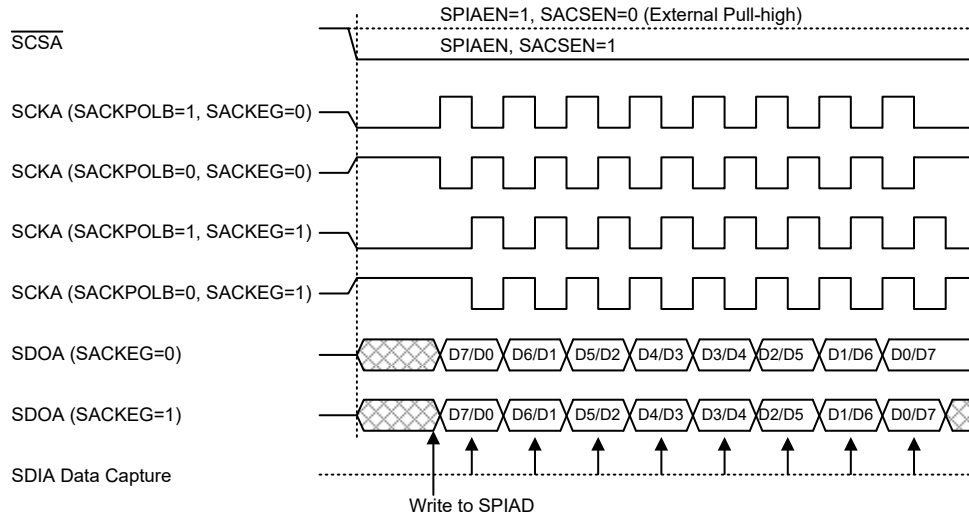 SPIAEN=1, SACSEN=0 (External Pull-high)
SCSA
SPIAEN, SACSEN=1
SCKA (SACKPOLB=1, SACKEG=0)
SCKA (SACKPOLB=0, SACKEG=0)
SCKA (SACKPOLB=1, SACKEG=1)
SCKA (SACKPOLB=0, SACKEG=1)
SDOA (SACKEG=0) D7/D0 D6/D1 D5/D2 D4/D3 D3/D4 D2/D5 D1/D6 D0/D7
SDOA (SACKEG=1) D7/D0 D6/D1 D5/D2 D4/D3 D3/D4 D2/D5 D1/D6 D0/D7
SDIA Data Capture
Write to SPIAD